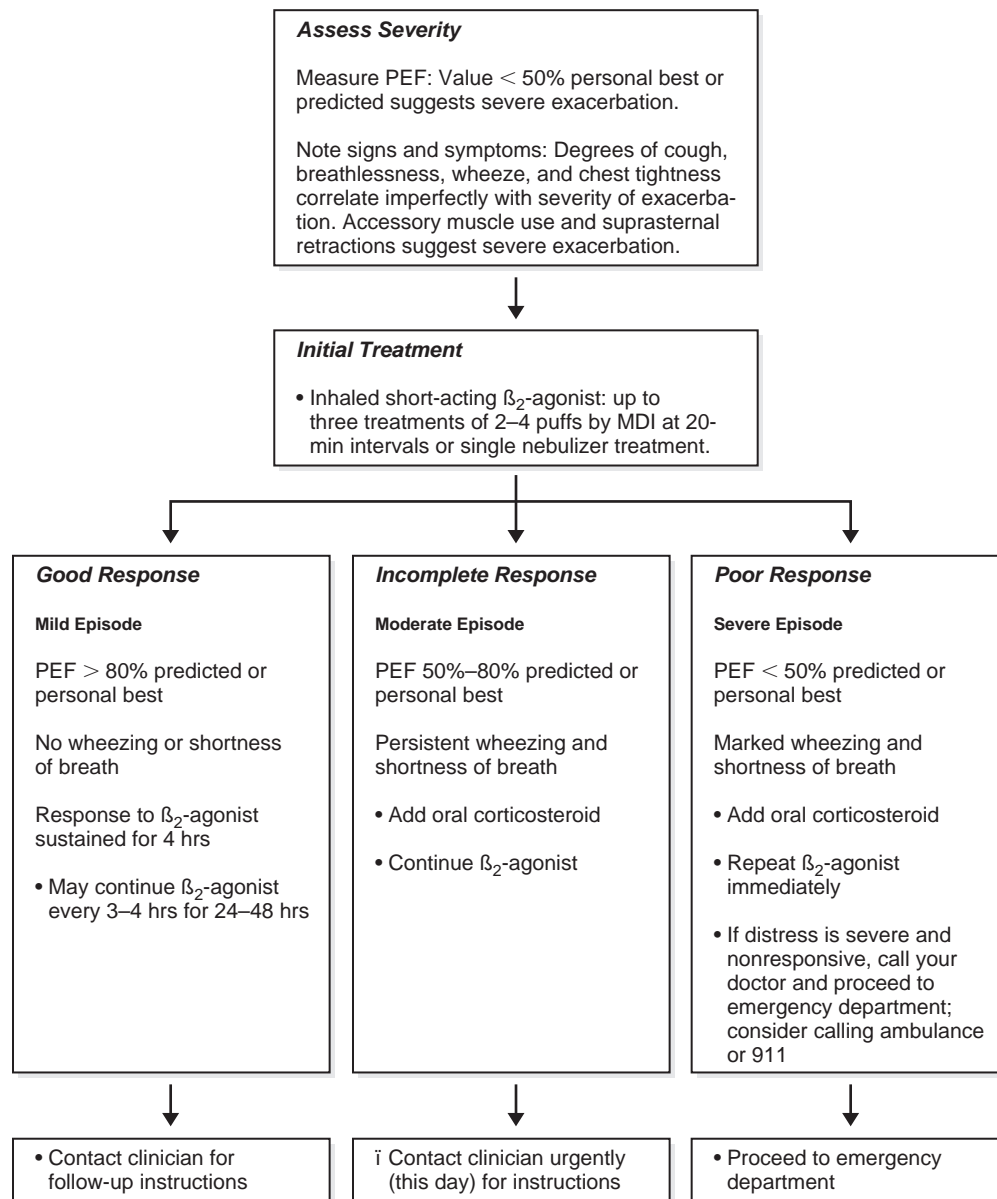 Assess Severity
Measure PEF: Value < 50% personal best or
predicted suggests severe exacerbation.
Note signs and symptoms: Degrees of cough,
breathlessness, wheeze, and chest tightness
correlate imperfectly with severity of exacerba-
tion. Accessory muscle use and suprasternal
retractions suggest severe exacerbation.
Initial Treatment
• Inhaled short-acting ß₂-agonist: up to
three treatments of 2–4 puffs by MDI at 20-
min intervals or single nebulizer treatment.
Good Response
Mild Episode
PEF > 80% predicted or
personal best
No wheezing or shortness
of breath
Response to ß₂-agonist
sustained for 4 hrs
• May continue ß₂-agonist
every 3–4 hrs for 24–48 hrs
Incomplete Response
Moderate Episode
PEF 50%–80% predicted or
personal best
Persistent wheezing and
shortness of breath
• Add oral corticosteroid
• Continue ß₂-agonist
Poor Response
Severe Episode
PEF < 50% predicted or
personal best
Marked wheezing and
shortness of breath
• Add oral corticosteroid
• Repeat ß₂-agonist
immediately
• If distress is severe and
nonresponsive, call your
doctor and proceed to
emergency department;
consider calling ambulance
or 911
• Contact clinician for
follow-up instructions
ï Contact clinician urgently
(this day) for instructions
• Proceed to emergency
department